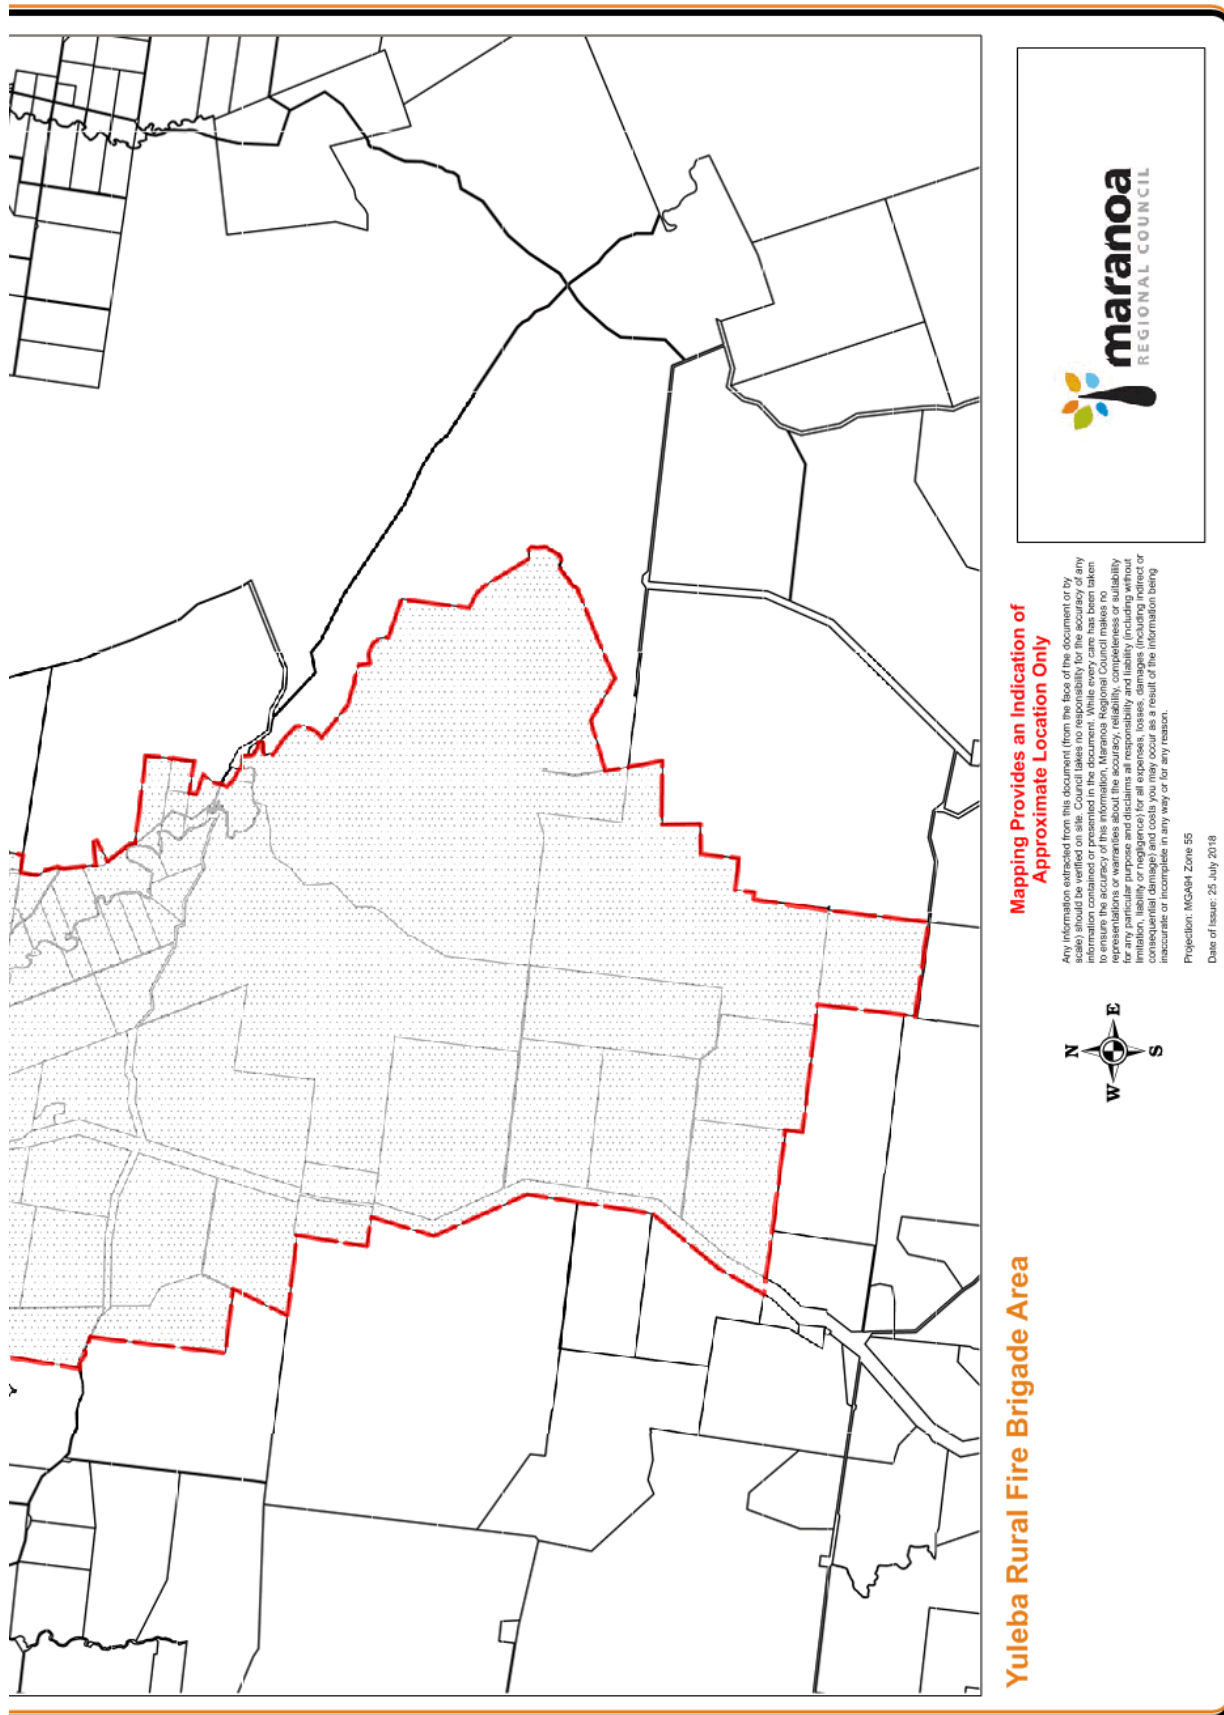 maranoa
REGIONAL COUNCIL
Mapping Provides an Indication of
Approximate Location Only
Any information extracted from this document (from the face of the document or by
scale) should be verified on site. Council takes no responsibility for the accuracy of any
information contained or presented in the document. While every care has been taken
to ensure the accuracy of this information, Maranoa Regional Council makes no
representations or warranties about the accuracy, reliability, completeness or suitability
for any particular purpose and disclaims all responsibility and liability (including without
limitation, liability or negligence) for all expenses, losses, damages (including indirect or
consequential damage) and costs you may occur as a result of the information being
inaccurate or incomplete in any way or for any reason.
Projection: MGA94 Zone 55
Date of Issue: 25 July 2018
N
W E
S
Yuleba Rural Fire Brigade Area